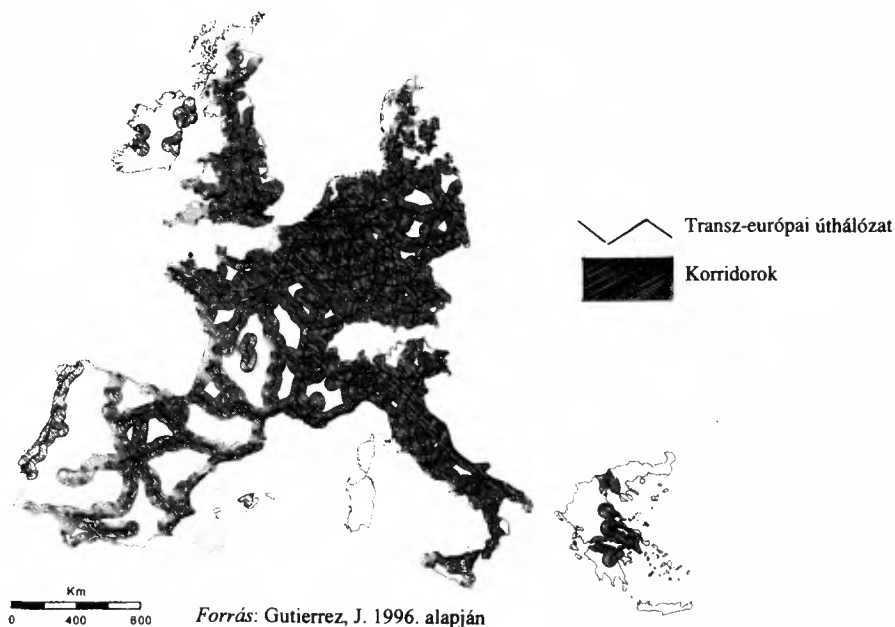 Transz-európai úthálózat
Korridorok
Km
0 400 800
Forrás: Gutierrez, J. 1996. alapján